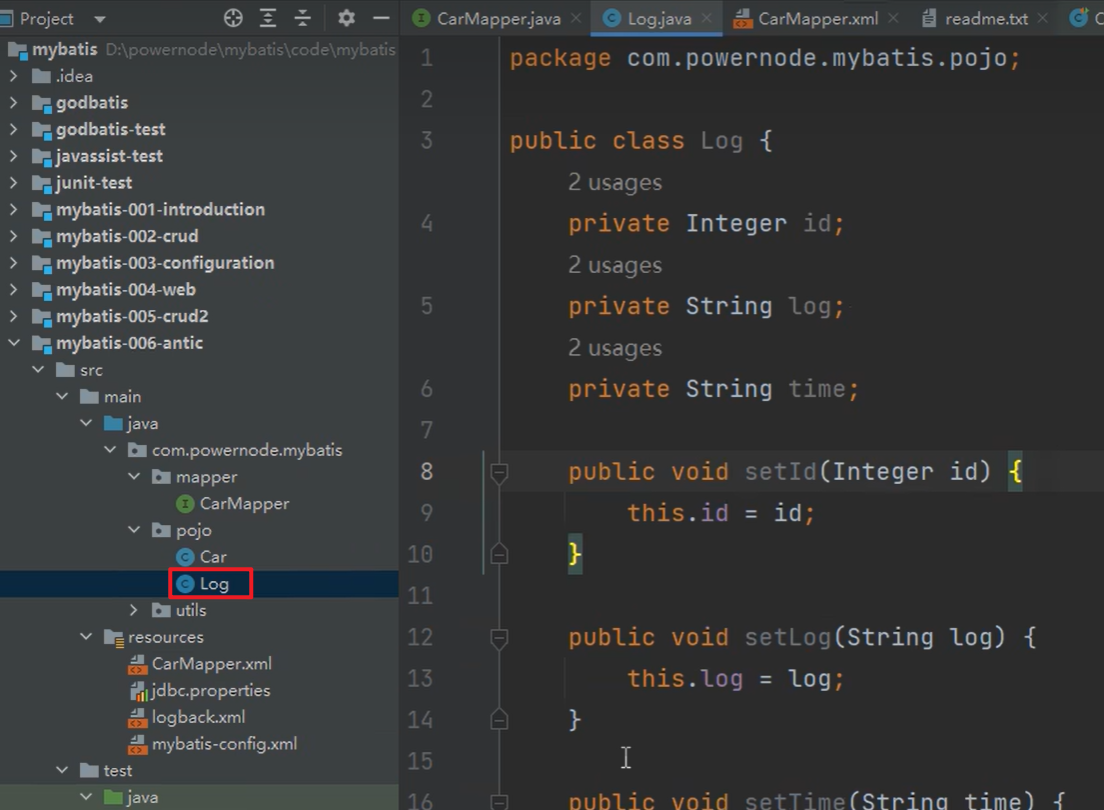 Project
mybatis D:\powernode\mybatis\code\mybatis
.idea
godbatis
godbatis-test
javassist-test
junit-test
mybatis-001-introduction
mybatis-002-crud
mybatis-003-configuration
mybatis-004-web
mybatis-005-crud2
mybatis-006-antic
src
main
java
com.powernode.mybatis
mapper
CarMapper
pojo
Car
Log
utils
resources
CarMapper.xml
jdbc.properties
logback.xml
mybatis-config.xml
test
java
CarMapper.java Log.java CarMapper.xml readme.txt
1 package com.powernode.mybatis.pojo;
2
3 public class Log {
2 usages
4 private Integer id;
2 usages
5 private String log;
2 usages
6 private String time;
7
8 public void setId(Integer id) {
9 this.id = id;
10 }
11
12 public void setLog(String log) {
13 this.log = log;
14 }
15
16 public void setTime(String time) {